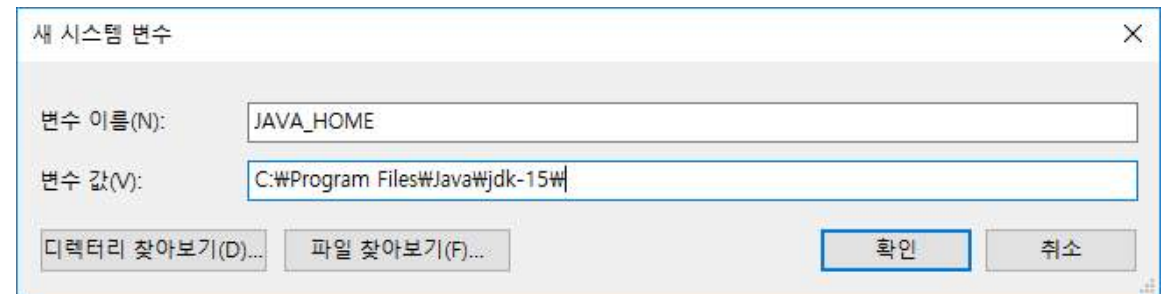 새 시스템 변수
변수 이름(N): JAVA_HOME
변수 값(V): C:₩Program Files₩Java₩jdk-15₩
디렉터리 찾아보기(D)... 파일 찾아보기(F)... 확인 취소